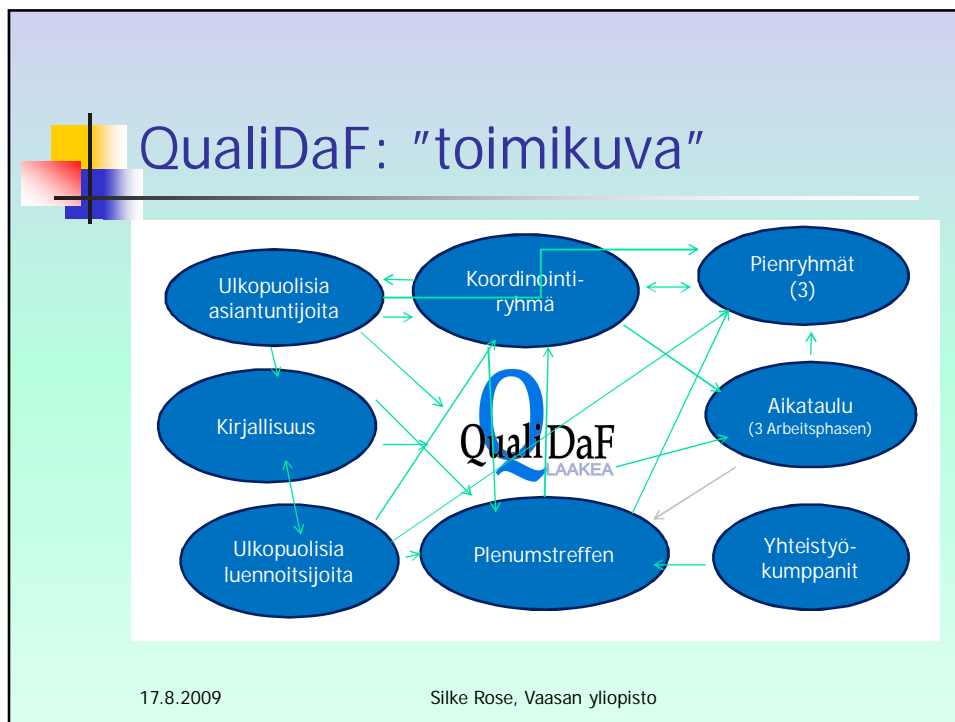 QualiDaF: "toimikuva"
Ulkopuolisia
asiantuntijoita
Koordinointi-
ryhmä
Pienryhmät
(3)
Kirjallisuus
QualiDaF
LAAKEA
Aikataulu
(3 Arbeitsphasen)
Ulkopuolisia
luennoitsijoita
Plenumstreffen
Yhteistyö-
kumppanit
17.8.2009
Silke Rose, Vaasan yliopisto